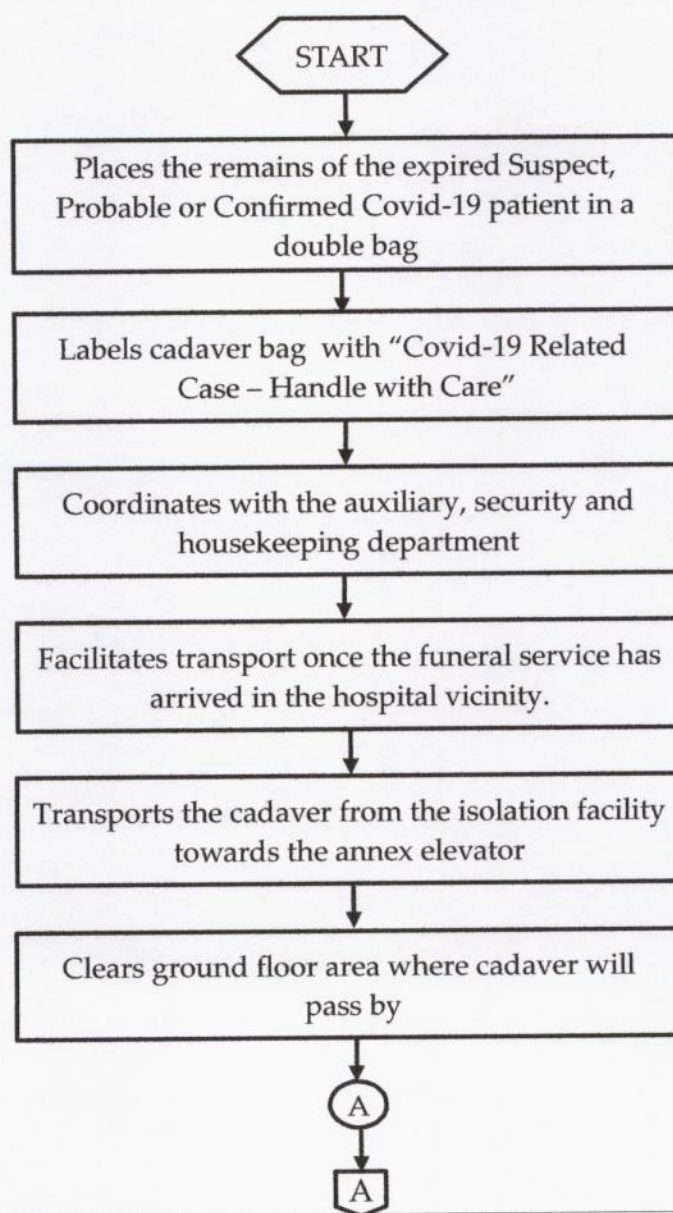 START
Places the remains of the expired Suspect,
Probable or Confirmed Covid-19 patient in a
double bag
Labels cadaver bag with “Covid-19 Related
Case – Handle with Care”
Coordinates with the auxiliary, security and
housekeeping department
Facilitates transport once the funeral service has
arrived in the hospital vicinity.
Transports the cadaver from the isolation facility
towards the annex elevator
Clears ground floor area where cadaver will
pass by
A
A